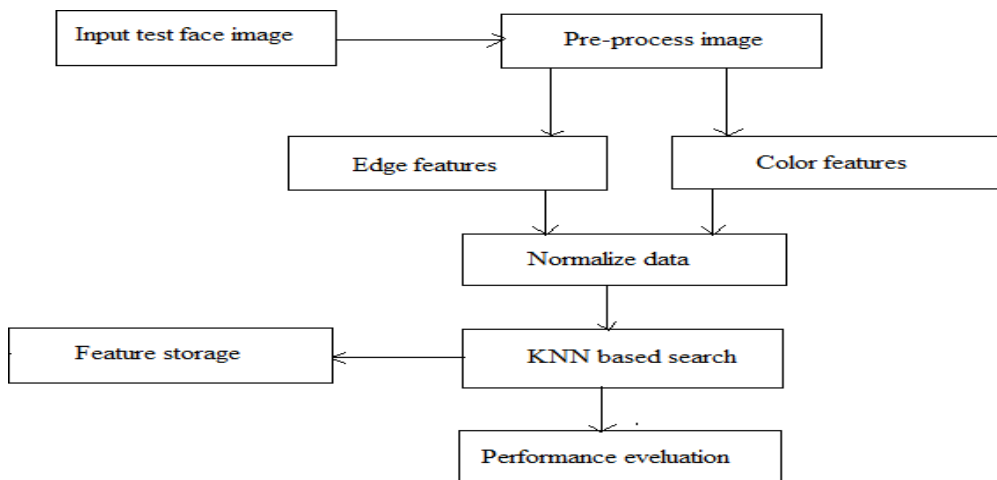 Input test face image
Pre-process image
Edge features
Color features
Normalize data
Feature storage
KNN based search
Performance eveluation